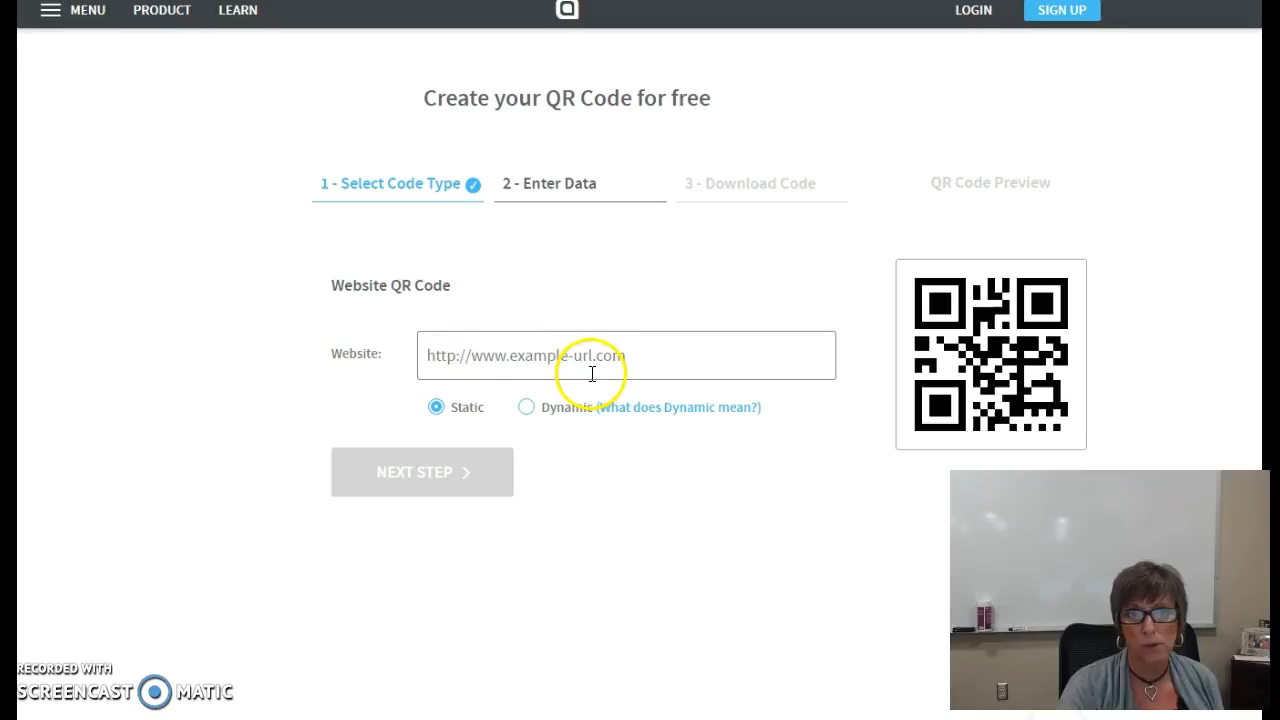 MENU PRODUCT LEARN LOGIN SIGN UP
Create your QR Code for free
1 - Select Code Type 2 - Enter Data 3 - Download Code QR Code Preview
Website QR Code
Website: http://www.example-url.com
Static Dynamic (What does Dynamic mean?)
NEXT STEP
RECORDED WITH
SCREENCAST MATIC